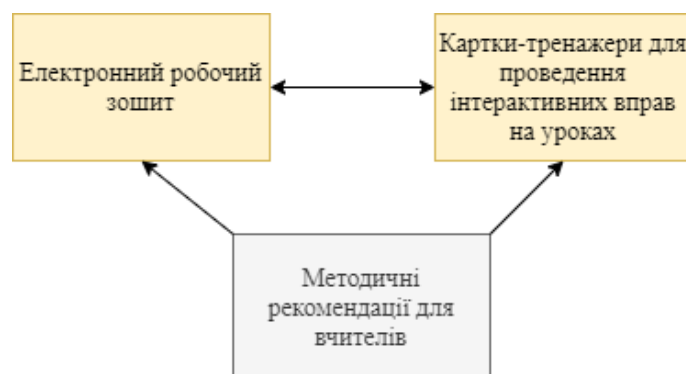 Електронний робочий
зошит
Картки-тренажери для
проведення
інтерактивних вправ
на уроках
Методичні
рекомендації для
вчителів